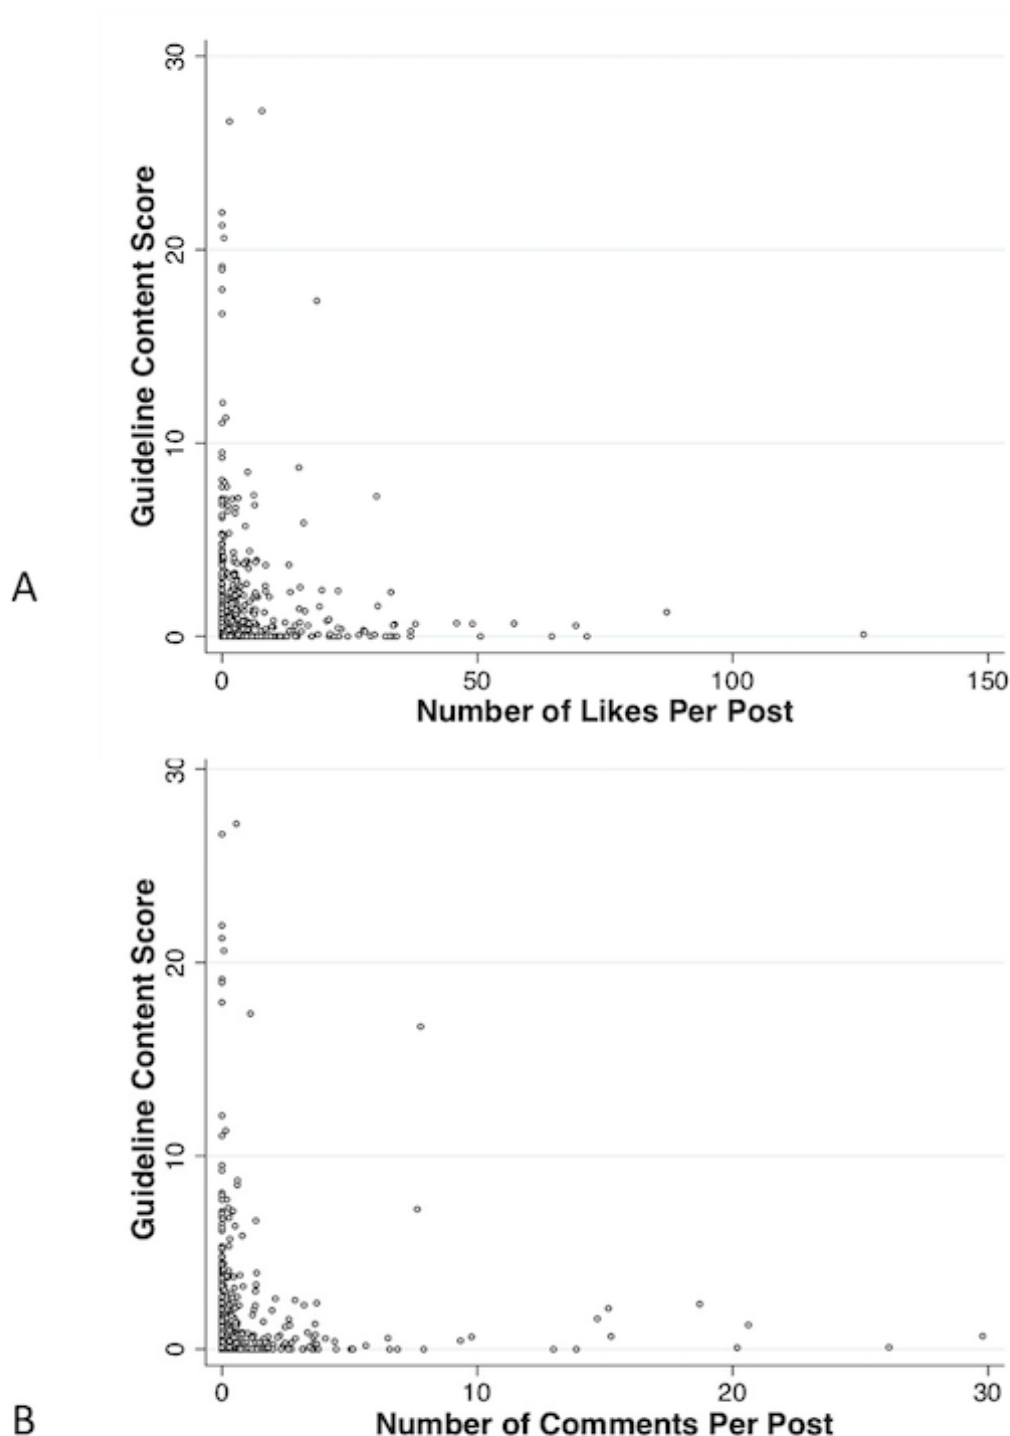 A
Guideline Content Score
30
20
10
0
0 50 100 150
Number of Likes Per Post
B
Guideline Content Score
30
20
10
0
0 10 20 30
Number of Comments Per Post